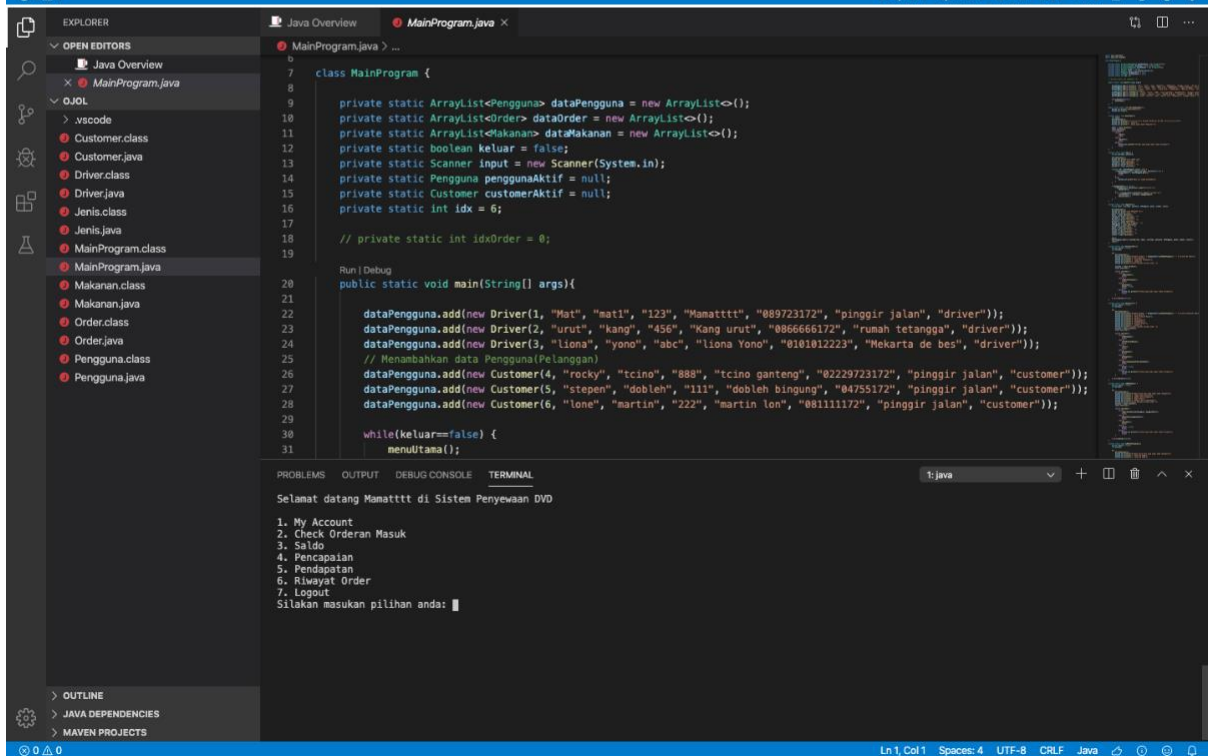 EXPLORER
OPEN EDITORS
Java Overview
MainProgram.java
OJOL
.vscode
Customer.class
Customer.java
Driver.class
Driver.java
Jenis.class
Jenis.java
MainProgram.class
MainProgram.java
Makanan.class
Makanan.java
Order.class
Order.java
Pengguna.class
Pengguna.java
OUTLINE
JAVA DEPENDENCIES
MAVEN PROJECTS
Java Overview MainProgram.java
MainProgram.java > ...
6
7 class MainProgram {
8
9 private static ArrayList<Pengguna> dataPengguna = new ArrayList<>();
10 private static ArrayList<Order> dataOrder = new ArrayList<>();
11 private static ArrayList<Makanan> dataMakanan = new ArrayList<>();
12 private static boolean keluar = false;
13 private static Scanner input = new Scanner(System.in);
14 private static Pengguna penggunaAktif = null;
15 private static Customer customerAktif = null;
16 private static int idx = 6;
17
18 // private static int idxOrder = 0;
19
Run | Debug
20 public static void main(String[] args){
21
22 dataPengguna.add(new Driver(1, "Mat", "mat1", "123", "Mamatttt", "089723172", "pinggir jalan", "driver"));
23 dataPengguna.add(new Driver(2, "urut", "kang", "456", "Kang urut", "0866666172", "rumah tetangga", "driver"));
24 dataPengguna.add(new Driver(3, "liona", "yono", "abc", "liona Yono", "0101012223", "Mekarta de bes", "driver"));
25 // Menambahkan data Pengguna(Pelanggan)
26 dataPengguna.add(new Customer(4, "rocky", "tcino", "888", "tcino ganteng", "02229723172", "pinggir jalan", "customer"));
27 dataPengguna.add(new Customer(5, "stepen", "dobleh", "111", "dobleh bingung", "04755172", "pinggir jalan", "customer"));
28 dataPengguna.add(new Customer(6, "lone", "martin", "222", "martin lon", "081111172", "pinggir jalan", "customer"));
29
30 while(keluar==false) {
31 menuUtama();
PROBLEMS OUTPUT DEBUG CONSOLE TERMINAL 1: java
Selamat datang Mamatttt di Sistem Penyewaan DVD
1. My Account
2. Check Orderan Masuk
3. Saldo
4. Pencapaian
5. Pendapatan
6. Riwayat Order
7. Logout
Silakan masukan pilihan anda:
0 0 Ln 1, Col 1 Spaces: 4 UTF-8 CRLF Java